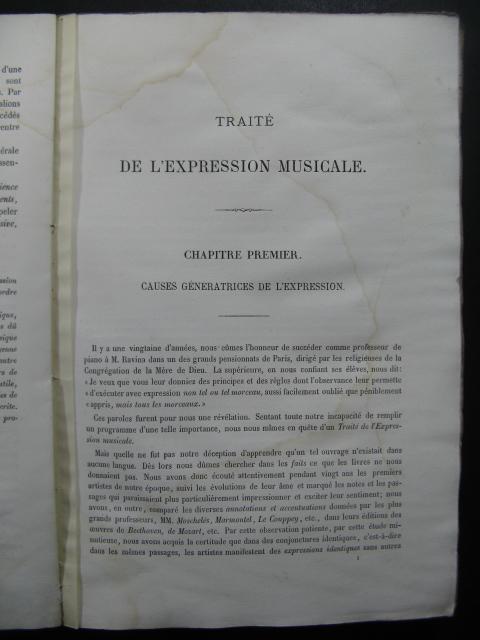 d'une
sont
Par
entre
TRAITÉ
DE L'EXPRESSION MUSICALE.
CHAPITRE PREMIER.
CAUSES GÉNÉRATRICES DE L'EXPRESSION.
Il y a une vingtaine d'années, nous eûmes l'honneur de succéder comme professeur de
piano à M. Ravina dans un des grands pensionnats de Paris, dirigé par les religieuses de la
Congrégation de la Mère de Dieu. La supérieure, en nous confiant ses élèves, nous dit:
« Je veux que vous leur donniez des principes et des règles dont l'observance leur permette
« d'exécuter avec expression non tel ou tel morceau, aussi facilement oublié que péniblement
« appris, mais tous les morceaux. »
Ces paroles furent pour nous une révélation. Sentant toute notre incapacité de remplir
un programme d'une telle importance, nous nous mîmes en quête d'un Traité de l'Expres-
sion musicale.
Mais quelle ne fut pas notre déception d'apprendre qu'un tel ouvrage n'existait dans
aucune langue. Dès lors nous dûmes chercher dans les faits ce que les livres ne nous
donnaient pas. Nous avons donc écouté attentivement pendant vingt ans les premiers
artistes de notre époque, suivi les évolutions de leur âme et marqué les notes et les pas-
sages qui paraissaient plus particulièrement impressionner et exciter leur sentiment; nous
avons, en outre, comparé les diverses annotations et accentuations données par les plus
grands professeurs, MM. Moschelès, Marmontel, Le Couppey, etc., dans leurs éditions des
œuvres de Beethoven, de Mozart, etc. Par cette observation patiente, par cette étude mi-
nutieuse, nous avons acquis la certitude que dans des conjonctures identiques, c'est-à-dire
dans les mêmes passages, les artistes manifestent des expressions identiques sans autres
1